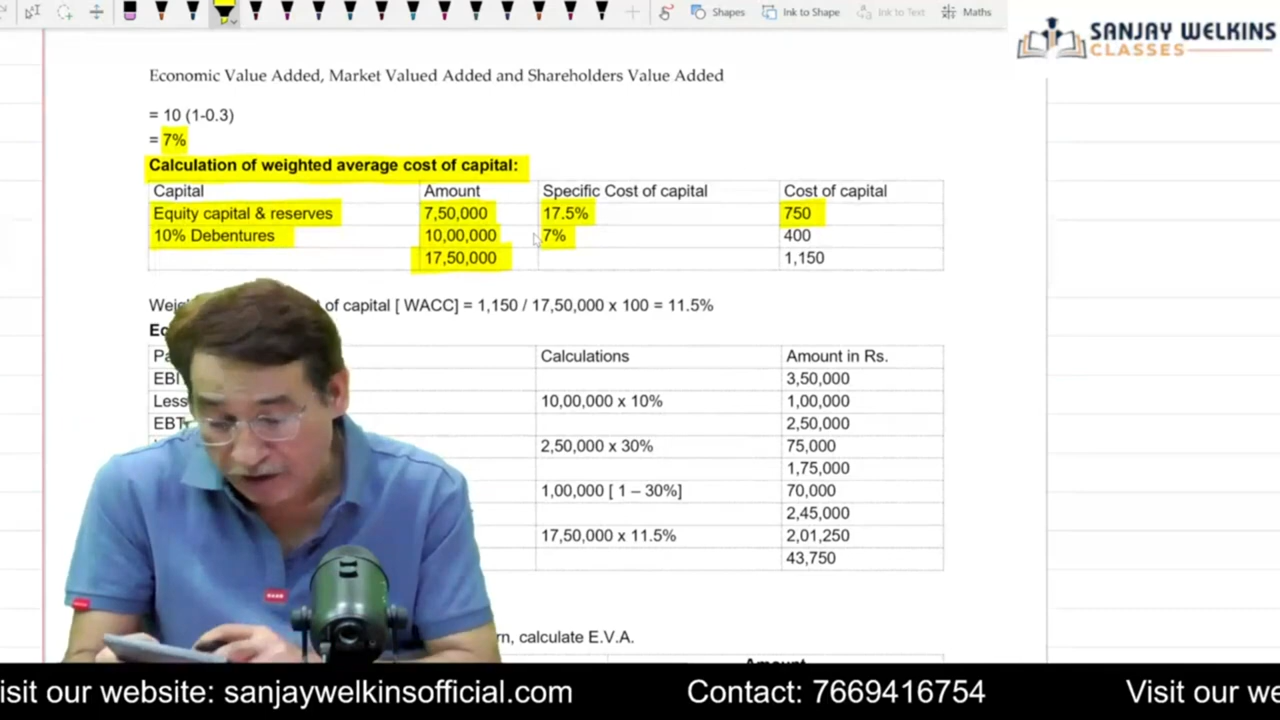 Shapes Ink to Shape Ink to Text Maths
SANJAY WELKINS
CLASSES
Economic Value Added, Market Valued Added and Shareholders Value Added
= 10 (1-0.3)
= 7%
Calculation of weighted average cost of capital:
Capital Amount Specific Cost of capital Cost of capital
Equity capital & reserves 7,50,000 17.5% 750
10% Debentures 10,00,000 7% 400
17,50,000 1,150
of capital [ WACC] = 1,150 / 17,50,000 x 100 = 11.5%
Calculations Amount in Rs.
EBI 3,50,000
Less 10,00,000 x 10% 1,00,000
EBT 2,50,000
2,50,000 x 30% 75,000
1,75,000
1,00,000 [ 1 – 30%] 70,000
2,45,000
17,50,000 x 11.5% 2,01,250
43,750
rn, calculate E.V.A.
isit our website: sanjaywelkinsofficial.com Contact: 7669416754 Visit our we